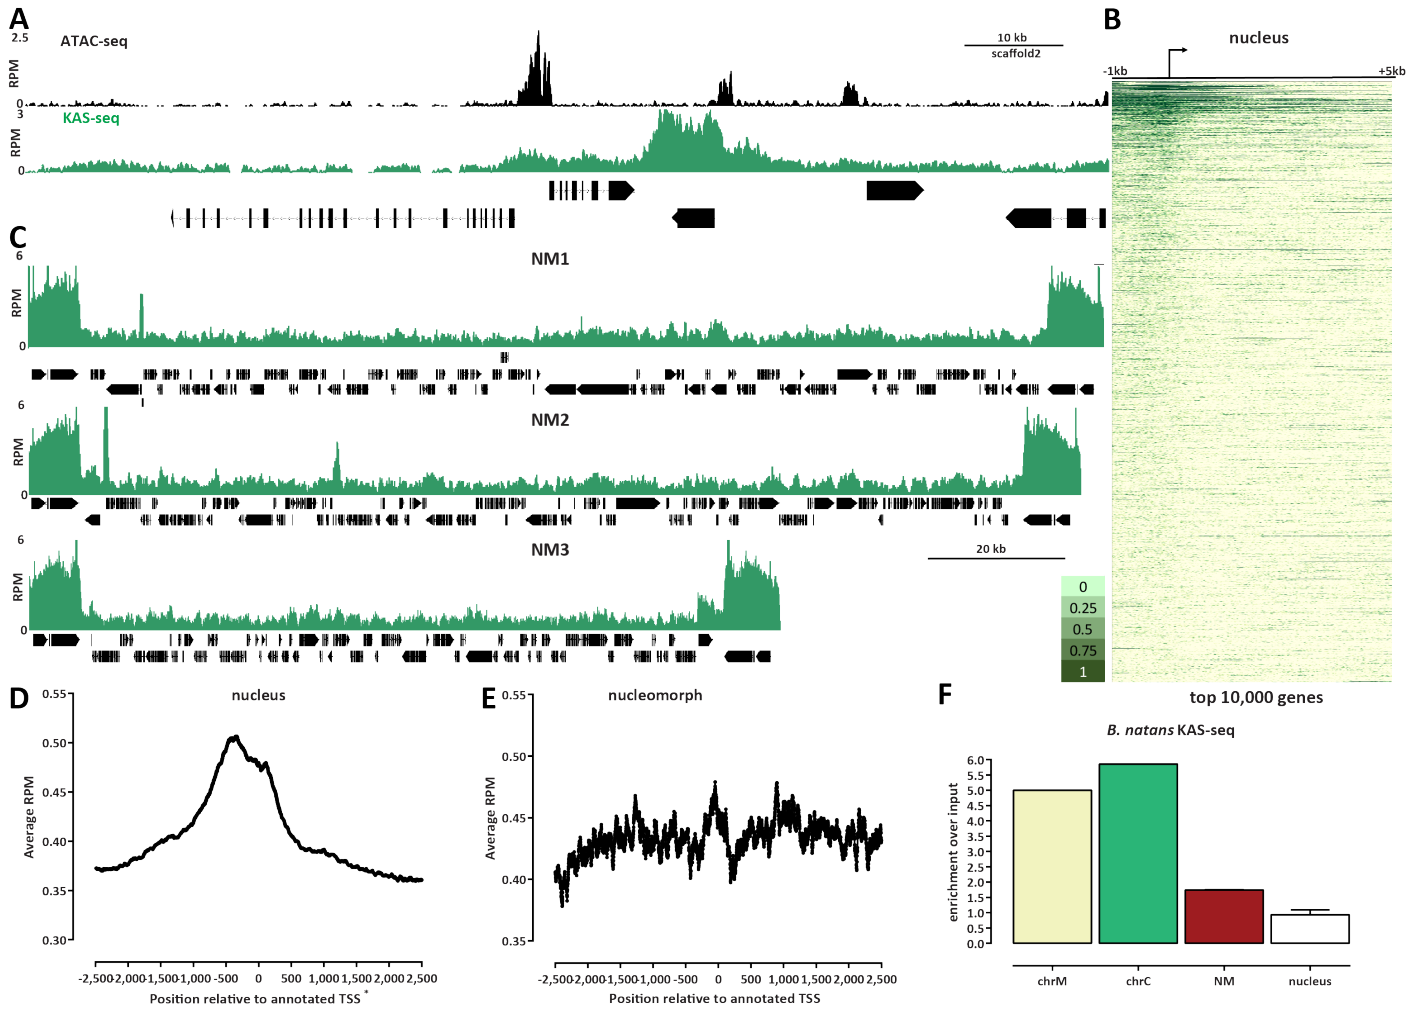 A
2.5
ATAC-seq
RPM
0
10 kb
scaffold2
3
KAS-seq
RPM
0
B
nucleus
-1kb
+5kb
C
6
NM1
RPM
0
6
NM2
RPM
0
6
NM3
RPM
0
20 kb
0
0.25
0.5
0.75
1
top 10,000 genes
D
nucleus
0.55
0.50
0.45
0.40
0.35
0.30
Average RPM
-2,500 -2,000 -1,500 -1,000 -500 0 500 1,000 1,500 2,000 2,500
Position relative to annotated TSS *
E
nucleomorph
0.55
0.50
0.45
0.40
0.35
Average RPM
-2,500 -2,000 -1,500 -1,000 -500 0 500 1,000 1,500 2,000 2,500
Position relative to annotated TSS
F
B. natans KAS-seq
6.0
5.5
5.0
4.5
4.0
3.5
3.0
2.5
2.0
1.5
1.0
0.5
0.0
enrichment over input
chrM chrC NM nucleus